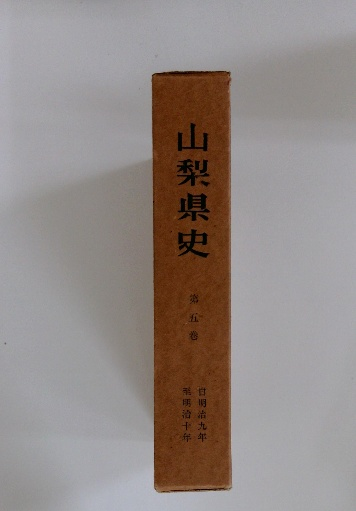 山梨県史
第五巻
自明治九年
至明治十年